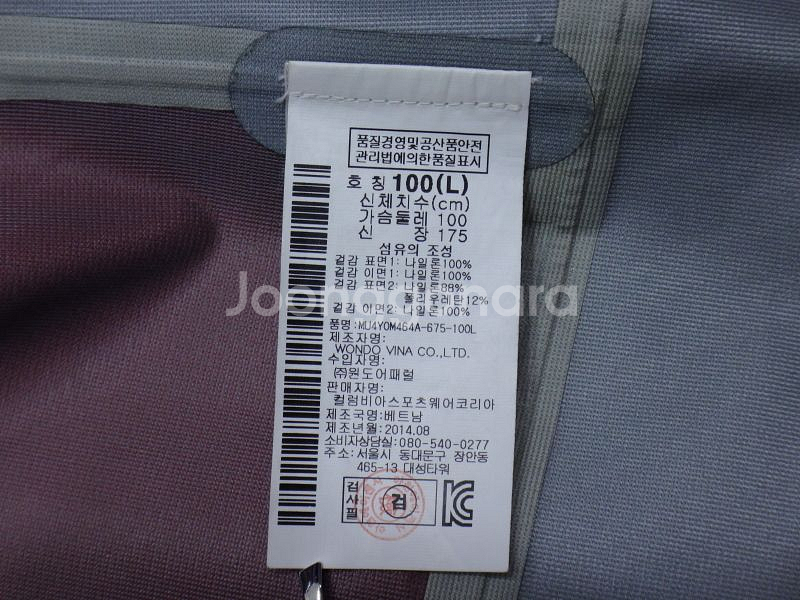 품질경영및공산품안전
관리법에의한품질표시
호 칭 100(L)
신체치수(cm)
가슴둘레 100
신 장 175
섬유의 조성
겉감 표면1: 나일론100%
겉감 이면1: 나일론100%
겉감 표면2: 나일론88%
폴리우레탄12%
겉감 이면2: 나일론100%
품명:MU4YOM464A-675-100L
제조자명:
WONDO VINA CO.,LTD.
수입자명:
㈜원도어패럴
판매자명:
컬럼비아스포츠웨어코리아
제조국명:베트남
제조년월:2014.08
소비자상담실:080-540-0277
주소:서울시 동대문구 장안동
465-13 대성타워
검사필 검
Joonggonara